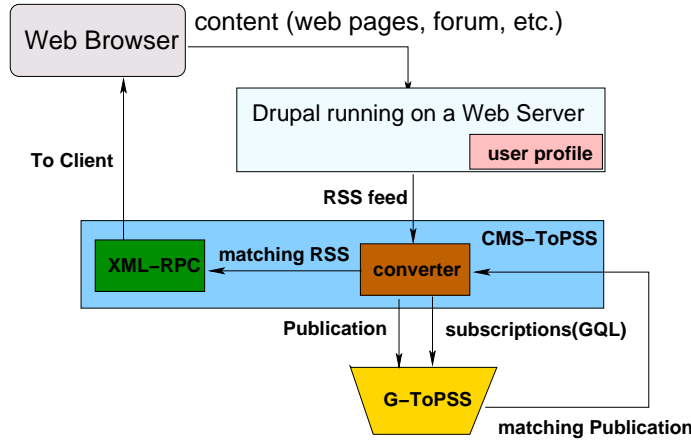 content (web pages, forum, etc.)
Web Browser
Drupal running on a Web Server
user profile
To Client
RSS feed
CMS−ToPSS
matching RSS
XML−RPC
converter
Publication
subscriptions(GQL)
G−ToPSS
matching Publication